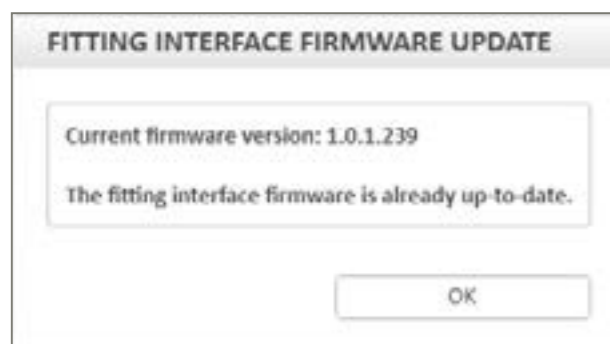 FITTING INTERFACE FIRMWARE UPDATE
Current firmware version: 1.0.1.239
The fitting interface firmware is already up-to-date.
OK